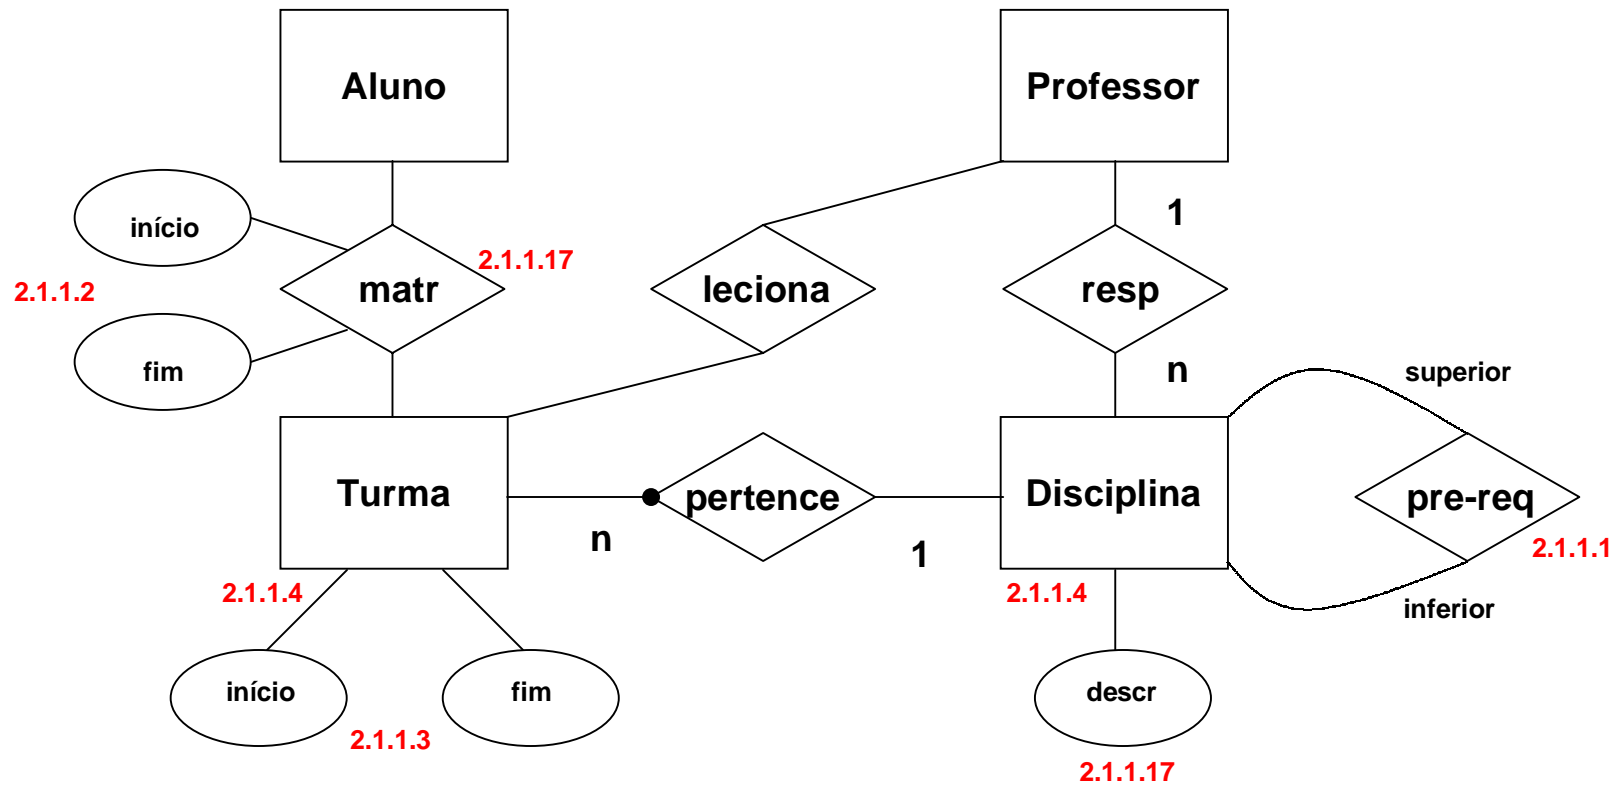 Aluno
Professor
1
início
2.1.1.17
2.1.1.2
matr
leciona
resp
fim
n
superior
Turma
pertence
Disciplina
pre-req
n
1
2.1.1.1
2.1.1.4
2.1.1.4
inferior
início
fim
descr
2.1.1.3
2.1.1.17